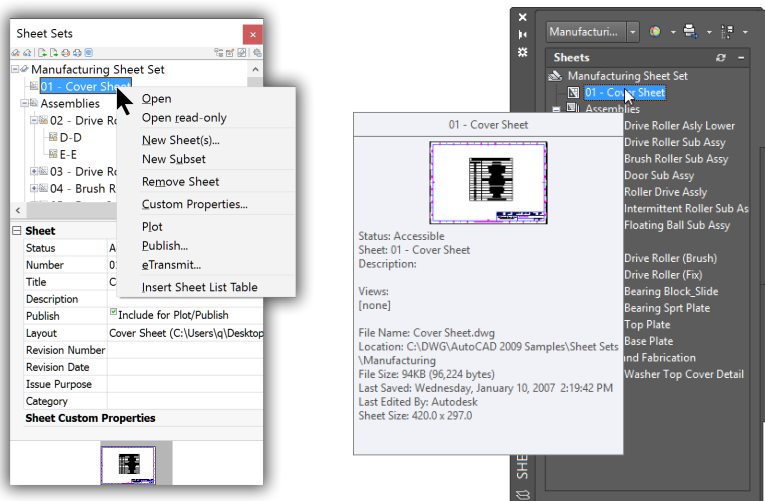 Sheet Sets
Manufacturing Sheet Set
01 - Cover Sheet
Assemblies
02 - Drive
D-D
E-E
03 - Drive
04 - Brush
Open
Open read-only
New Sheet(s)...
New Subset
Remove Sheet
Custom Properties...
Plot
Publish...
eTransmit...
Insert Sheet List Table
Sheet
Status
Number
Title
Description
Publish Include for Plot/Publish
Layout Cover Sheet (C:\Users\q\Desktop
Revision Number
Revision Date
Issue Purpose
Category
Sheet Custom Properties
01 - Cover Sheet
Status: Accessible
Sheet: 01 - Cover Sheet
Description:
Views:
[none]
File Name: Cover Sheet.dwg
Location: C:\DWG\AutoCAD 2009 Samples\Sheet Sets
\Manufacturing
File Size: 94KB (96,224 bytes)
Last Saved: Wednesday, January 10, 2007 2:19:42 PM
Last Edited By: Autodesk
Sheet Size: 420.0 x 297.0
Manufacturi...
Sheets
Manufacturing Sheet Set
01 - Cover Sheet
Assemblies
Drive Roller Asly Lower
Drive Roller Sub Assy
Brush Roller Sub Assy
Door Sub Assy
Roller Drive Assly
Intermittent Roller Sub As
Floating Ball Sub Assy
Drive Roller (Brush)
Drive Roller (Fix)
Bearing Block_Slide
Bearing Sprt Plate
Top Plate
Base Plate
nd Fabrication
Washer Top Cover Detail
SHE